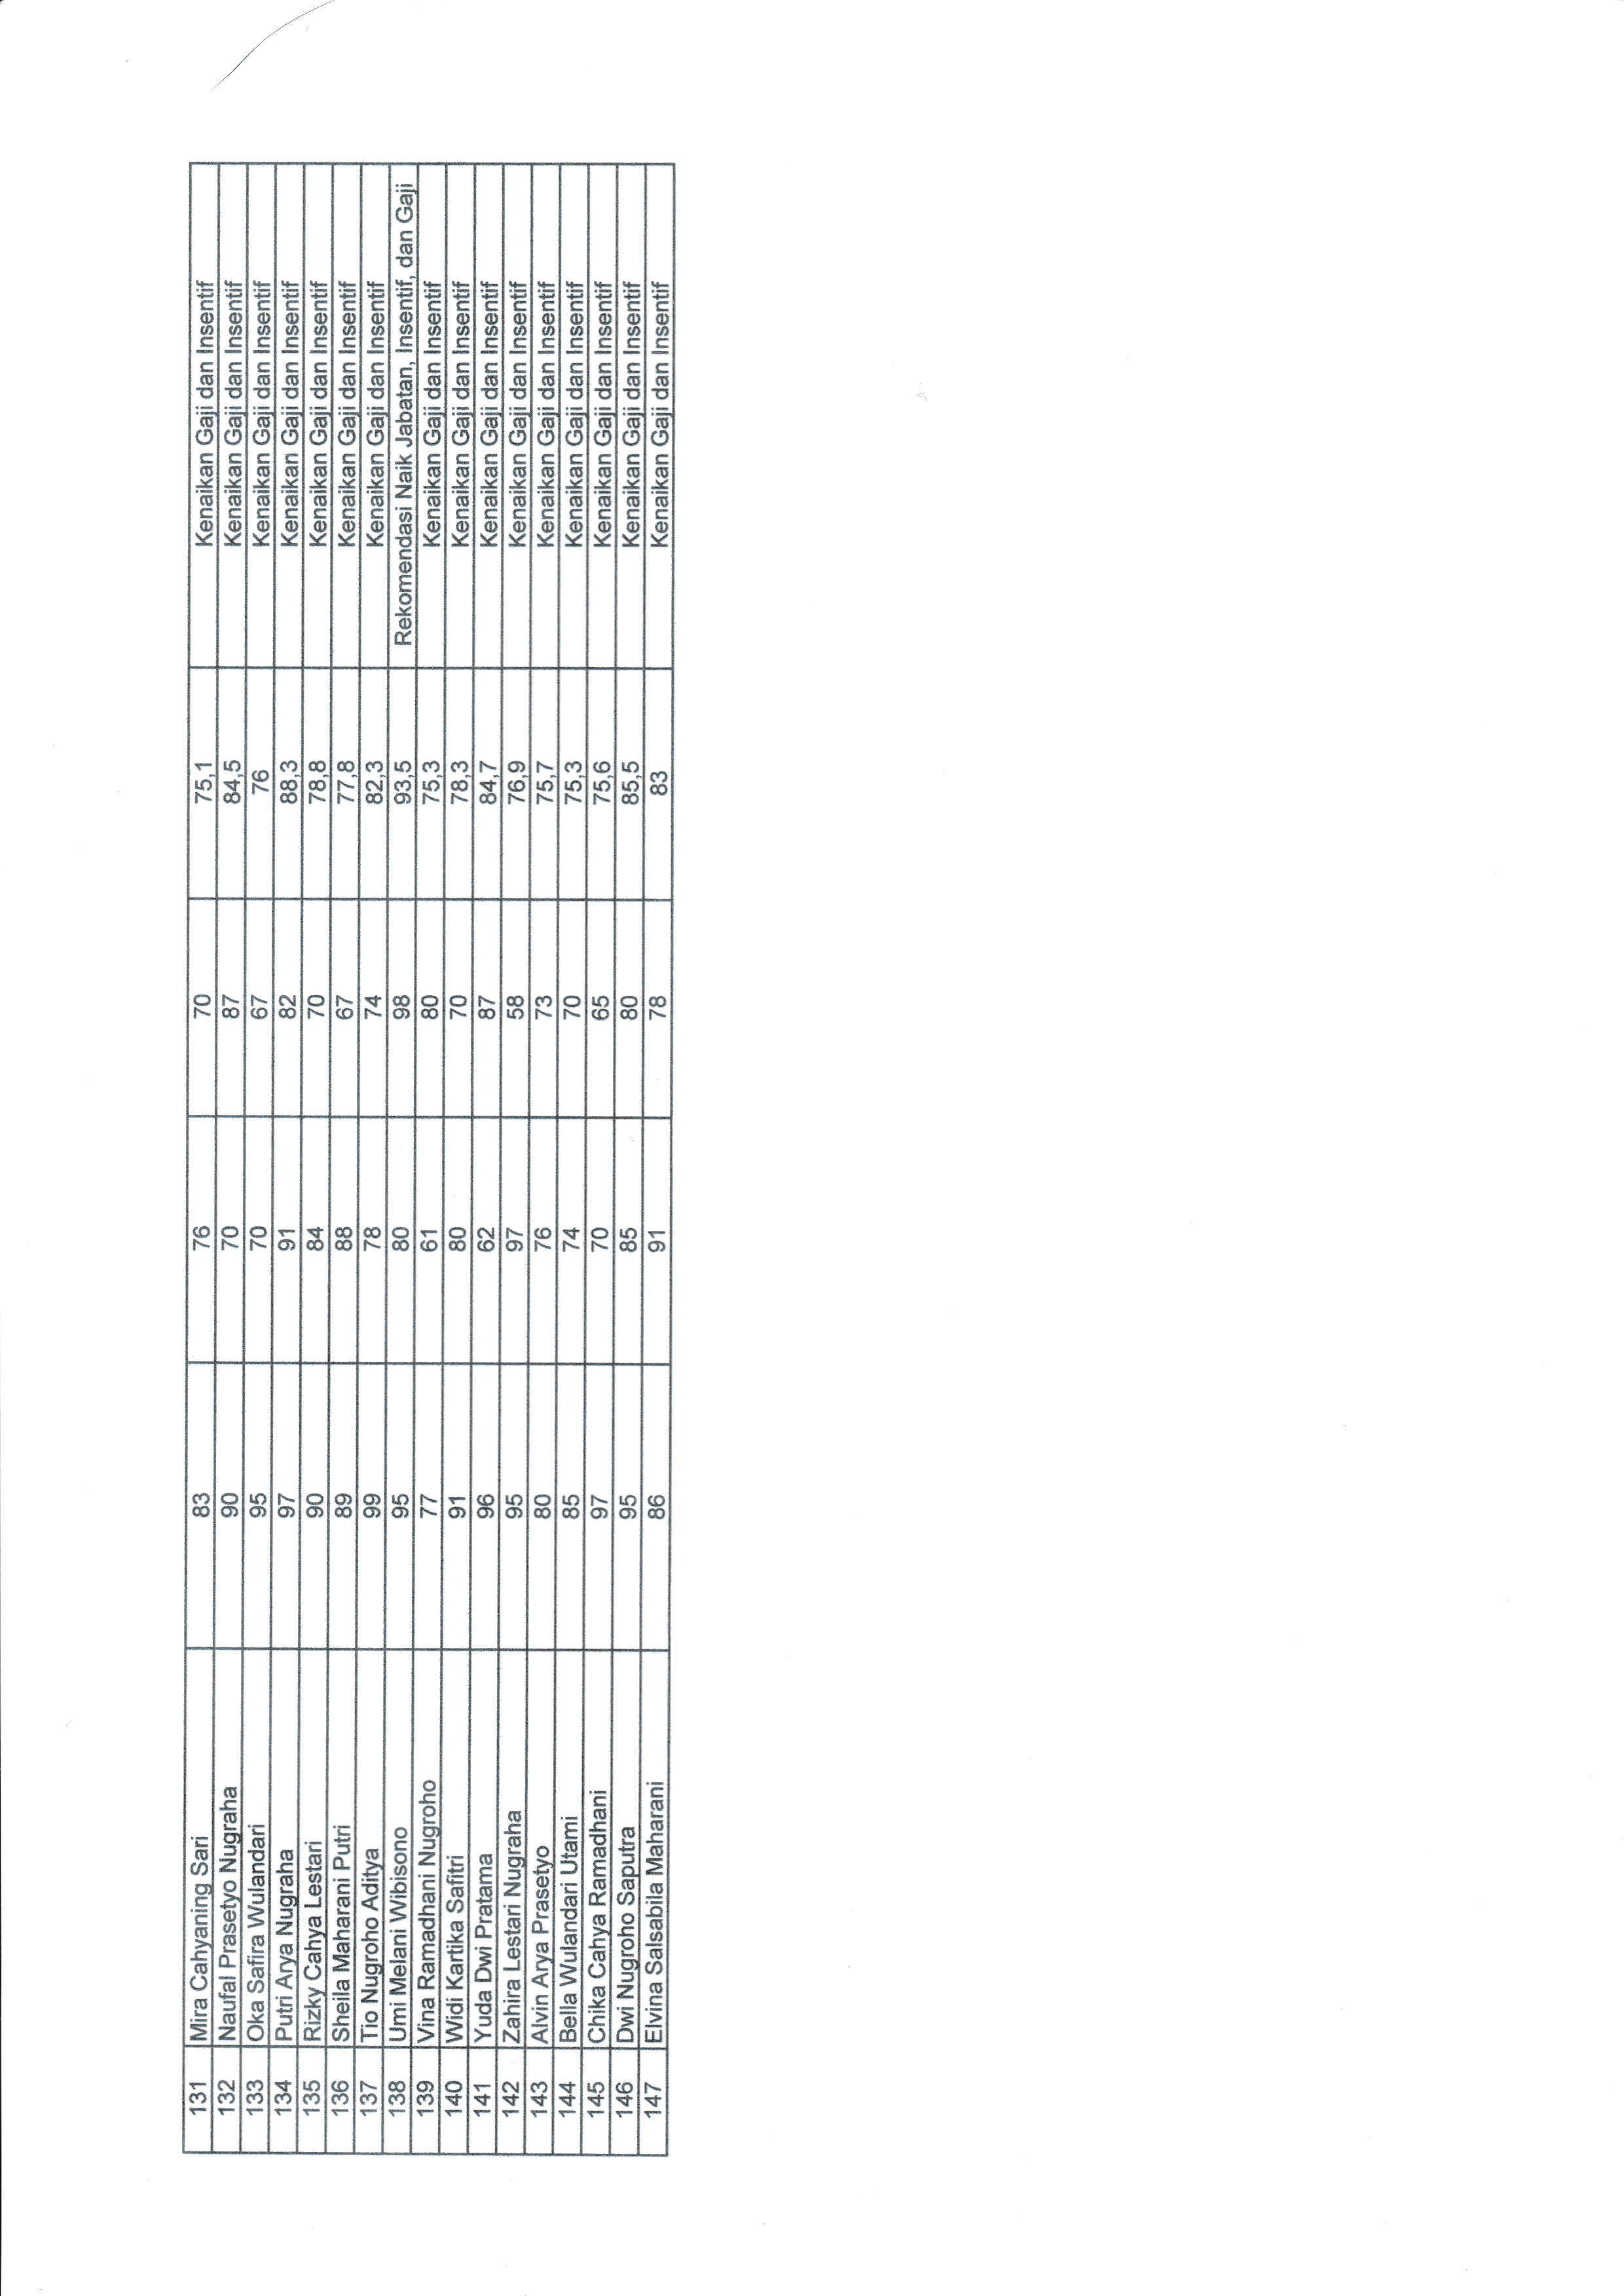 131 Mira Cahyaning Sari 83 76 70 75,1 Kenaikan Gaji dan Insentif
132 Naufal Prasetyo Nugraha 90 70 87 84,5 Kenaikan Gaji dan Insentif
133 Oka Safira Wulandari 95 70 67 76 Kenaikan Gaji dan Insentif
134 Putri Arya Nugraha 97 91 82 88,3 Kenaikan Gaji dan Insentif
135 Rizky Cahya Lestari 90 84 70 78,8 Kenaikan Gaji dan Insentif
136 Sheila Maharani Putri 89 88 67 77,8 Kenaikan Gaji dan Insentif
137 Tio Nugroho Aditya 99 78 74 82,3 Kenaikan Gaji dan Insentif
138 Umi Melani Wibisono 95 80 98 93,5 Rekomendasi Naik Jabatan, Insentif, dan Gaji
139 Vina Ramadhani Nugroho 77 61 80 75,3 Kenaikan Gaji dan Insentif
140 Widi Kartika Safitri 91 80 70 78,3 Kenaikan Gaji dan Insentif
141 Yuda Dwi Pratama 96 62 87 84,7 Kenaikan Gaji dan Insentif
142 Zahira Lestari Nugraha 95 97 58 76,9 Kenaikan Gaji dan Insentif
143 Alvin Arya Prasetyo 80 76 73 75,7 Kenaikan Gaji dan Insentif
144 Bella Wulandari Utami 85 74 70 75,3 Kenaikan Gaji dan Insentif
145 Chika Cahya Ramadhani 97 70 65 75,6 Kenaikan Gaji dan Insentif
146 Dwi Nugroho Saputra 95 85 80 85,5 Kenaikan Gaji dan Insentif
147 Elvina Salsabila Maharani 86 91 78 83 Kenaikan Gaji dan Insentif